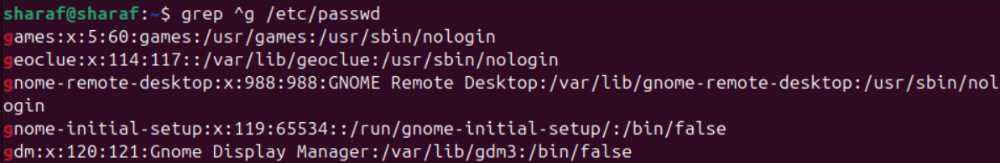 sharaf@sharaf:~$ grep ^g /etc/passwd
games:x:5:60:games:/usr/games:/usr/sbin/nologin
geoclue:x:114:117::/var/lib/geoclue:/usr/sbin/nologin
gnome-remote-desktop:x:988:988:GNOME Remote Desktop:/var/lib/gnome-remote-desktop:/usr/sbin/nol
ogin
gnome-initial-setup:x:119:65534::/run/gnome-initial-setup/:/bin/false
gdm:x:120:121:Gnome Display Manager:/var/lib/gdm3:/bin/false